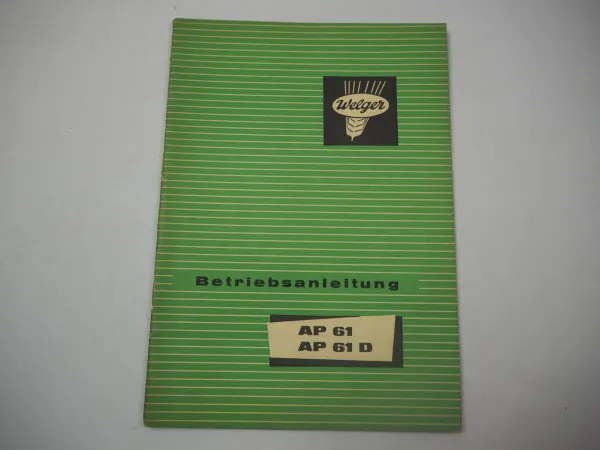 Welger
Betriebsanleitung
AP 61
AP 61 D